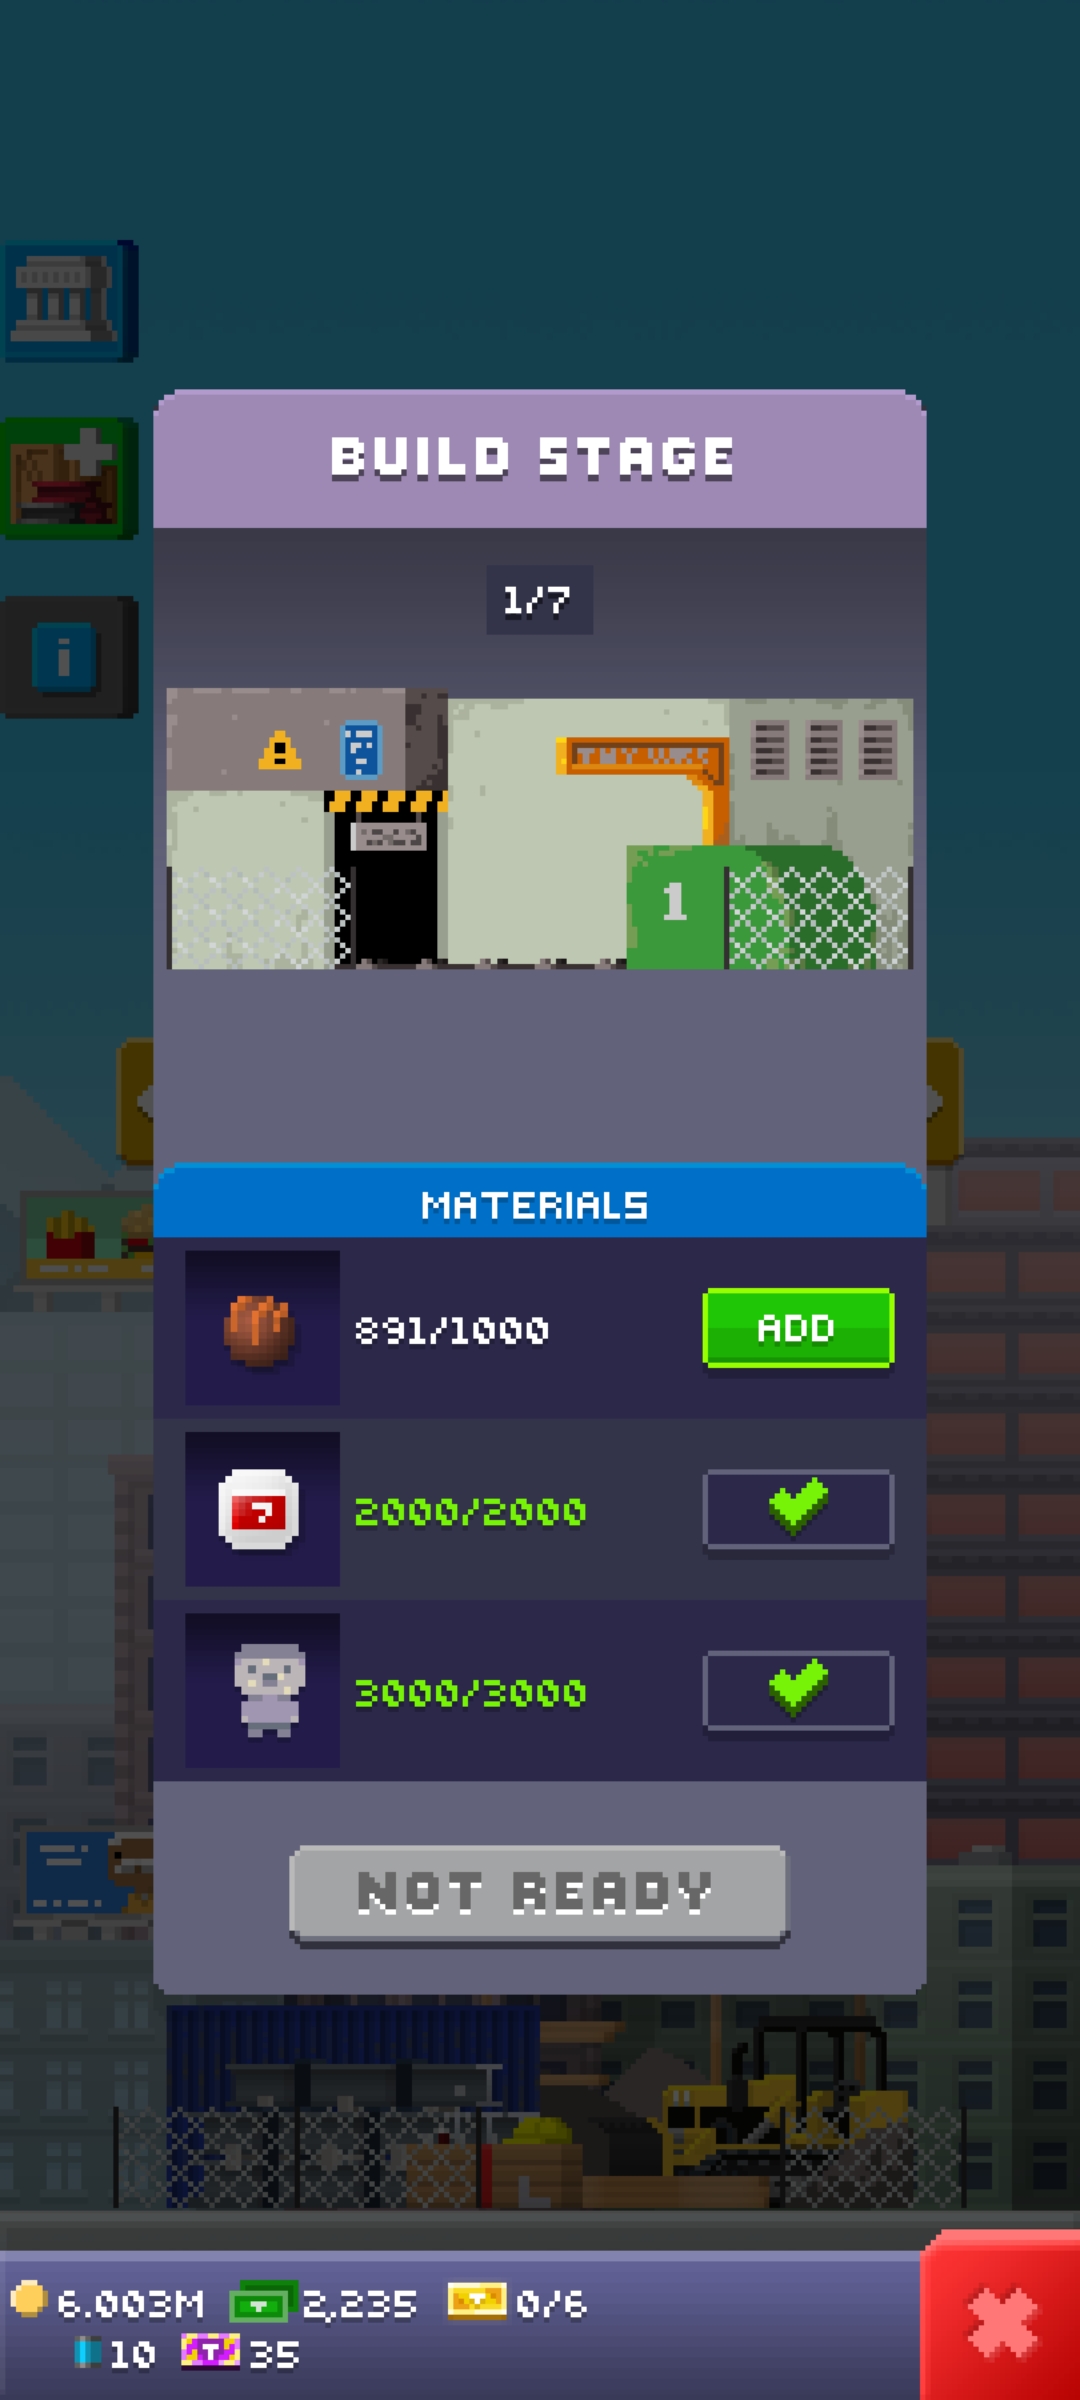 BUILD STAGE
1/7
1
MATERIALS
891/1000
ADD
2000/2000
3000/3000
NOT READY
6.003M 2,235 0/6
10 35